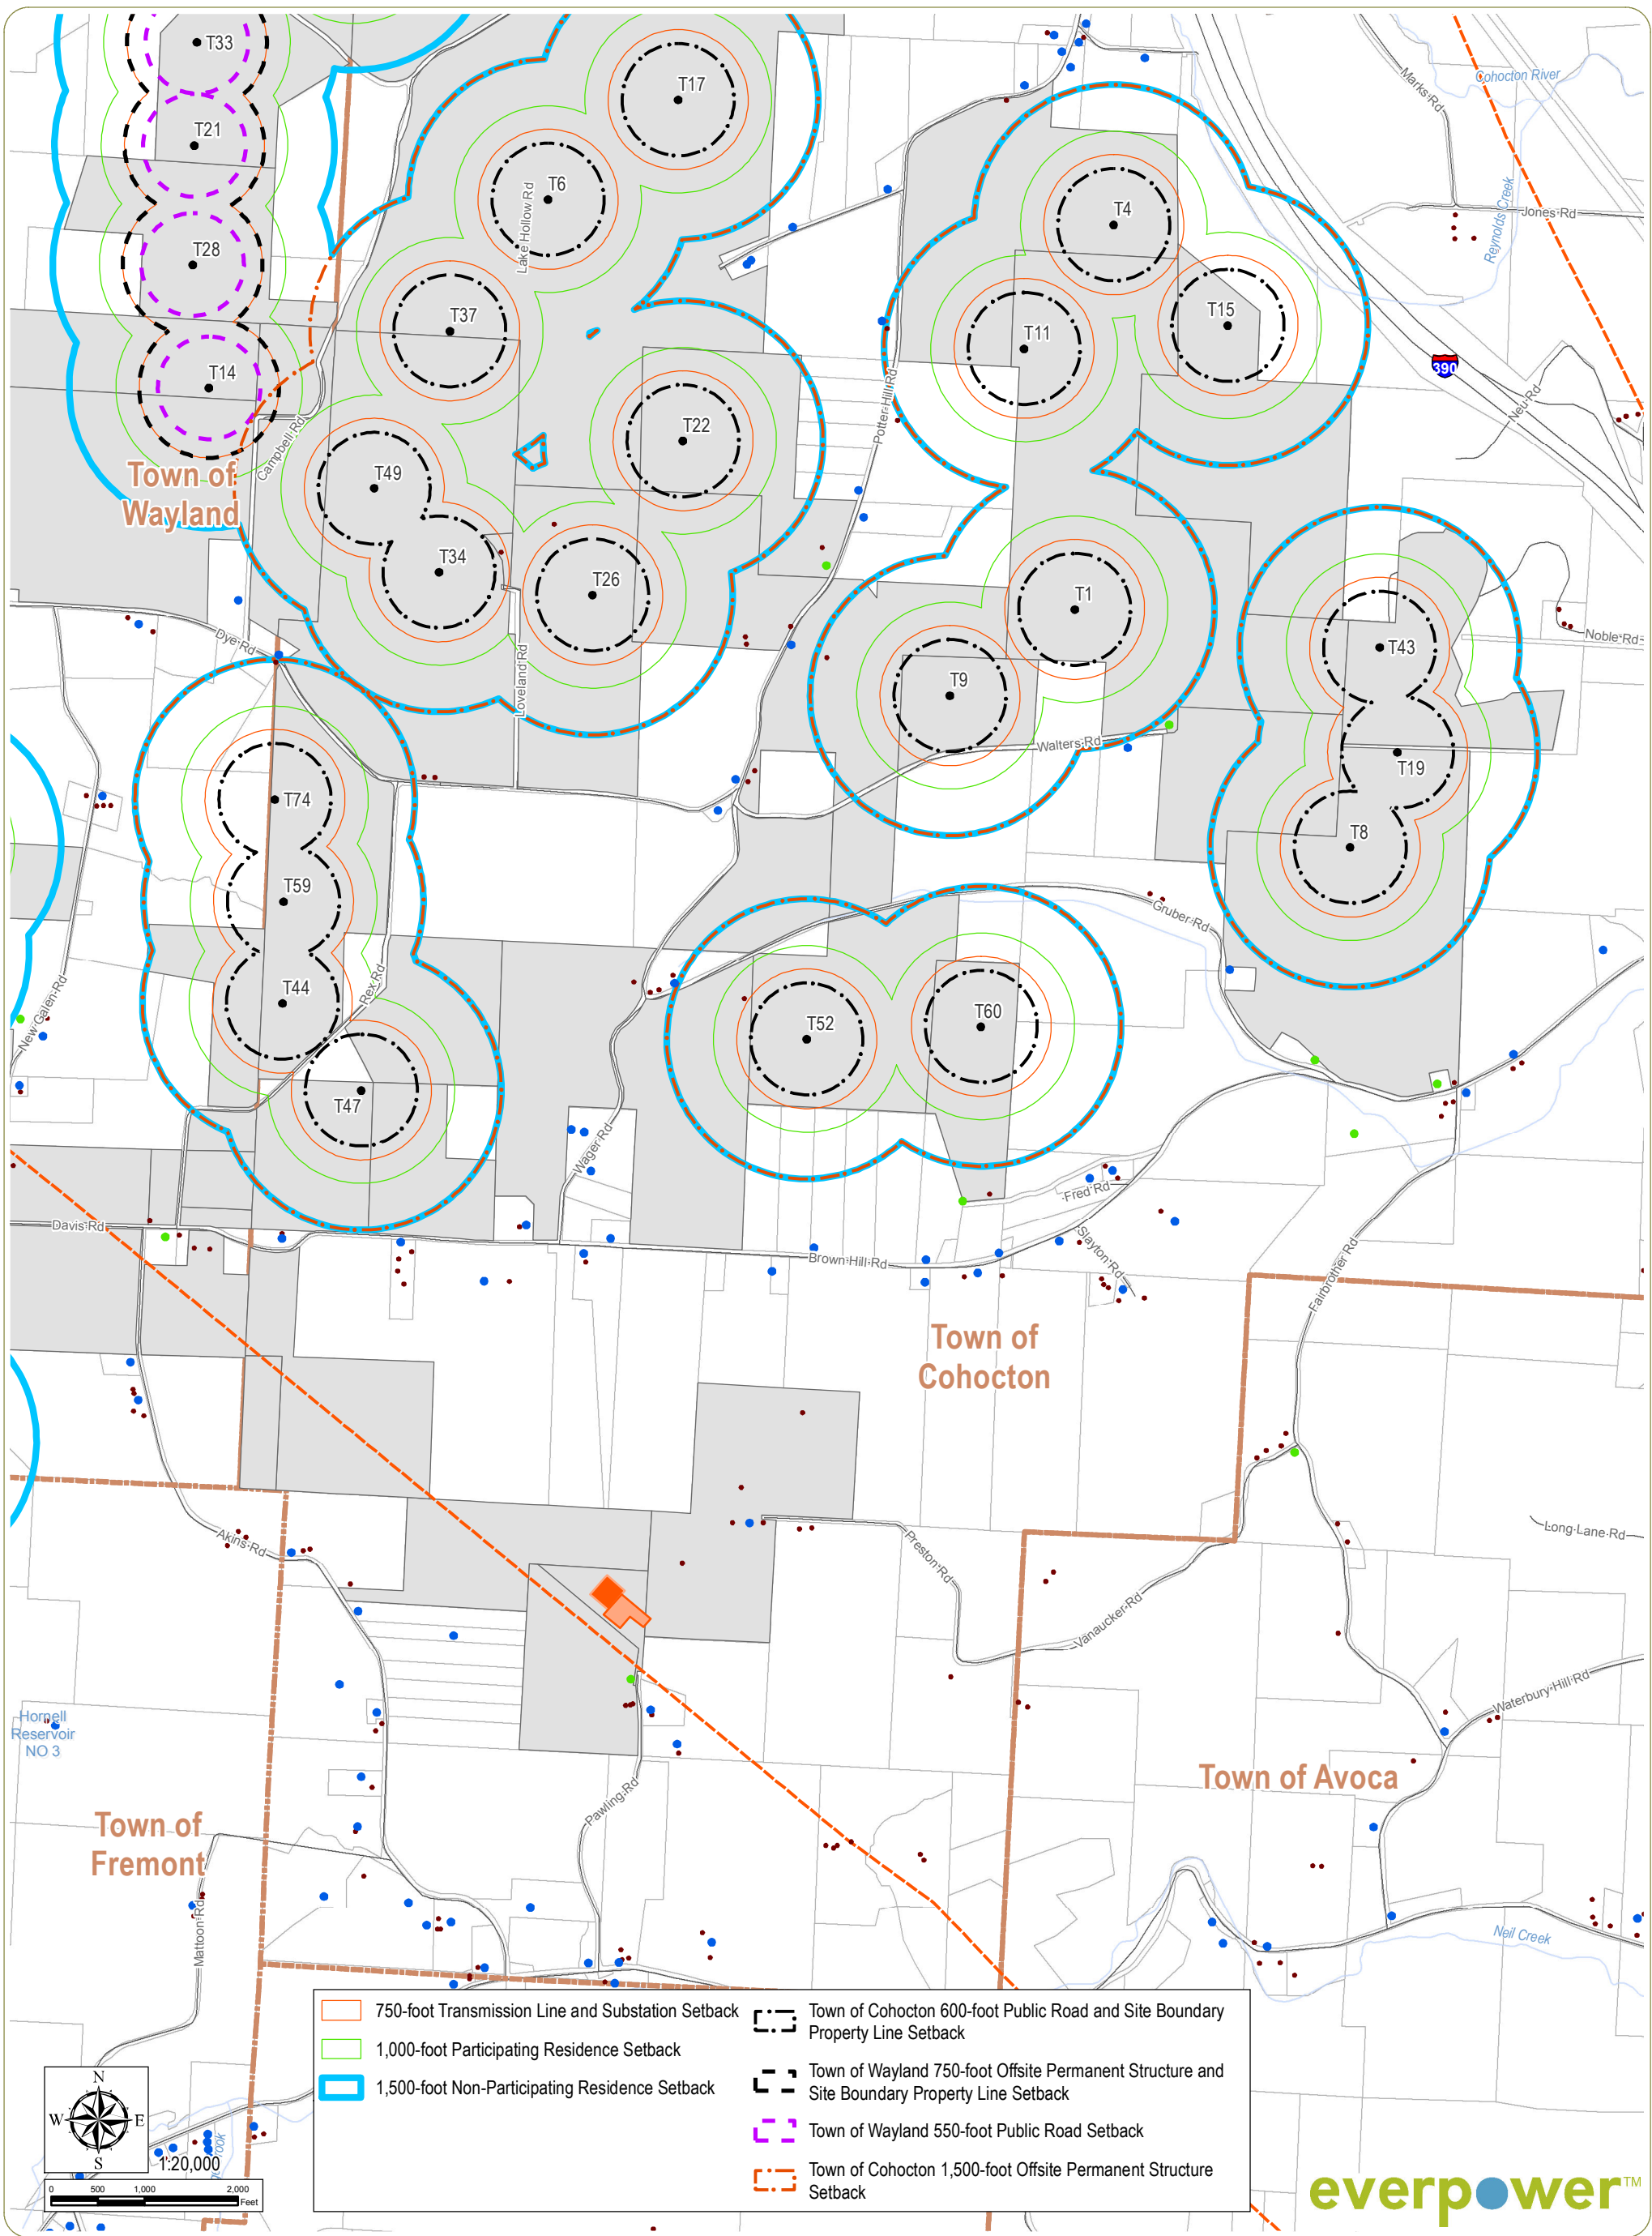 T33
T17
Cohocton River
Marks Rd
T21
T6
Lake Hollow Rd
T4
Jones Rd
Reynolds Creek
T28
T37
T15
T11
390
T14
Potter Hill Rd
Neu Rd
T22
Campbell Rd
T49
Town of
Wayland
T34
T26
T1
Dye Rd
Noble Rd
T43
Loveland Rd
T9
Walters Rd
T19
T74
T8
T59
Gruber Rd
T44
Rex Rd
New Galen Rd
T52
T60
T47
Wager Rd
Fred Rd
Davis Rd
Brown Hill Rd
Slayton Rd
Fairbrother Rd
Town of
Cohocton
Akins Rd
Preston Rd
Long Lane Rd
Vanaucker Rd
Waterbury Hill Rd
Hornell
Reservoir
NO 3
Town of Avoca
Pawling Rd
Town of
Fremont
Mattoon Rd
Neil Creek
750-foot Transmission Line and Substation Setback
1,000-foot Participating Residence Setback
1,500-foot Non-Participating Residence Setback
Town of Cohocton 600-foot Public Road and Site Boundary
Property Line Setback
Town of Wayland 750-foot Offsite Permanent Structure and
Site Boundary Property Line Setback
Town of Wayland 550-foot Public Road Setback
Town of Cohocton 1,500-foot Offsite Permanent Structure
Setback
N
W E
S
1:20,000
0 500 1,000 2,000
Feet
everpower™